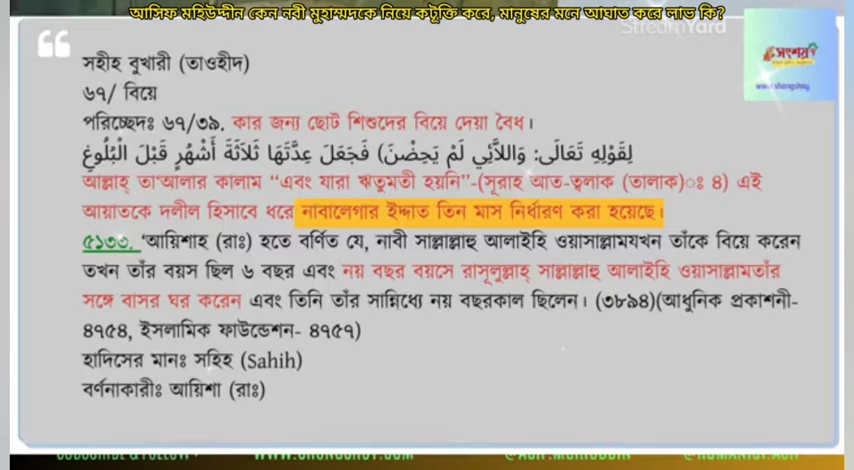 আসিফ মহিউদ্দীন কেন নবী মুহাম্মদকে নিয়ে কটূক্তি করে, মানুষের মনে আঘাত করে লাভ কি?
StreamYard
সংশয়
সহীহ বুখারী (তাওহীদ)
৬৭/ বিয়ে
পরিচ্ছেদঃ ৬৭/৩৯. কার জন্য ছোট শিশুদের বিয়ে দেয়া বৈধ।
لِقَوْلِهِ تَعَالَى: وَاللاَّئِي لَمْ يَحِضْنَ) فَجَعَلَ عِدَّتَهَا ثَلاَثَةَ أَشْهُرٍ قَبْلَ الْبُلُوغِ
আল্লাহ্ তা‘আলার কালাম “এবং যারা ঋতুমতী হয়নি”-(সূরাহ আত-ত্বলাক (তালাক)ঃ ৪) এই
আয়াতকে দলীল হিসাবে ধরে নাবালেগার ইদ্দাত তিন মাস নির্ধারণ করা হয়েছে।
৫১৩৩. ‘আয়িশাহ (রাঃ) হতে বর্ণিত যে, নাবী সাল্লাল্লাহু আলাইহি ওয়াসাল্লামযখন তাঁকে বিয়ে করেন
তখন তাঁর বয়স ছিল ৬ বছর এবং নয় বছর বয়সে রাসূলুল্লাহ্ সাল্লাল্লাহু আলাইহি ওয়াসাল্লামতাঁর
সঙ্গে বাসর ঘর করেন এবং তিনি তাঁর সান্নিধ্যে নয় বছরকাল ছিলেন। (৩৮৯৪)(আধুনিক প্রকাশনী-
৪৭৫৪, ইসলামিক ফাউন্ডেশন- ৪৭৫৭)
হাদিসের মানঃ সহিহ (Sahih)
বর্ণনাকারীঃ আয়িশা (রাঃ)